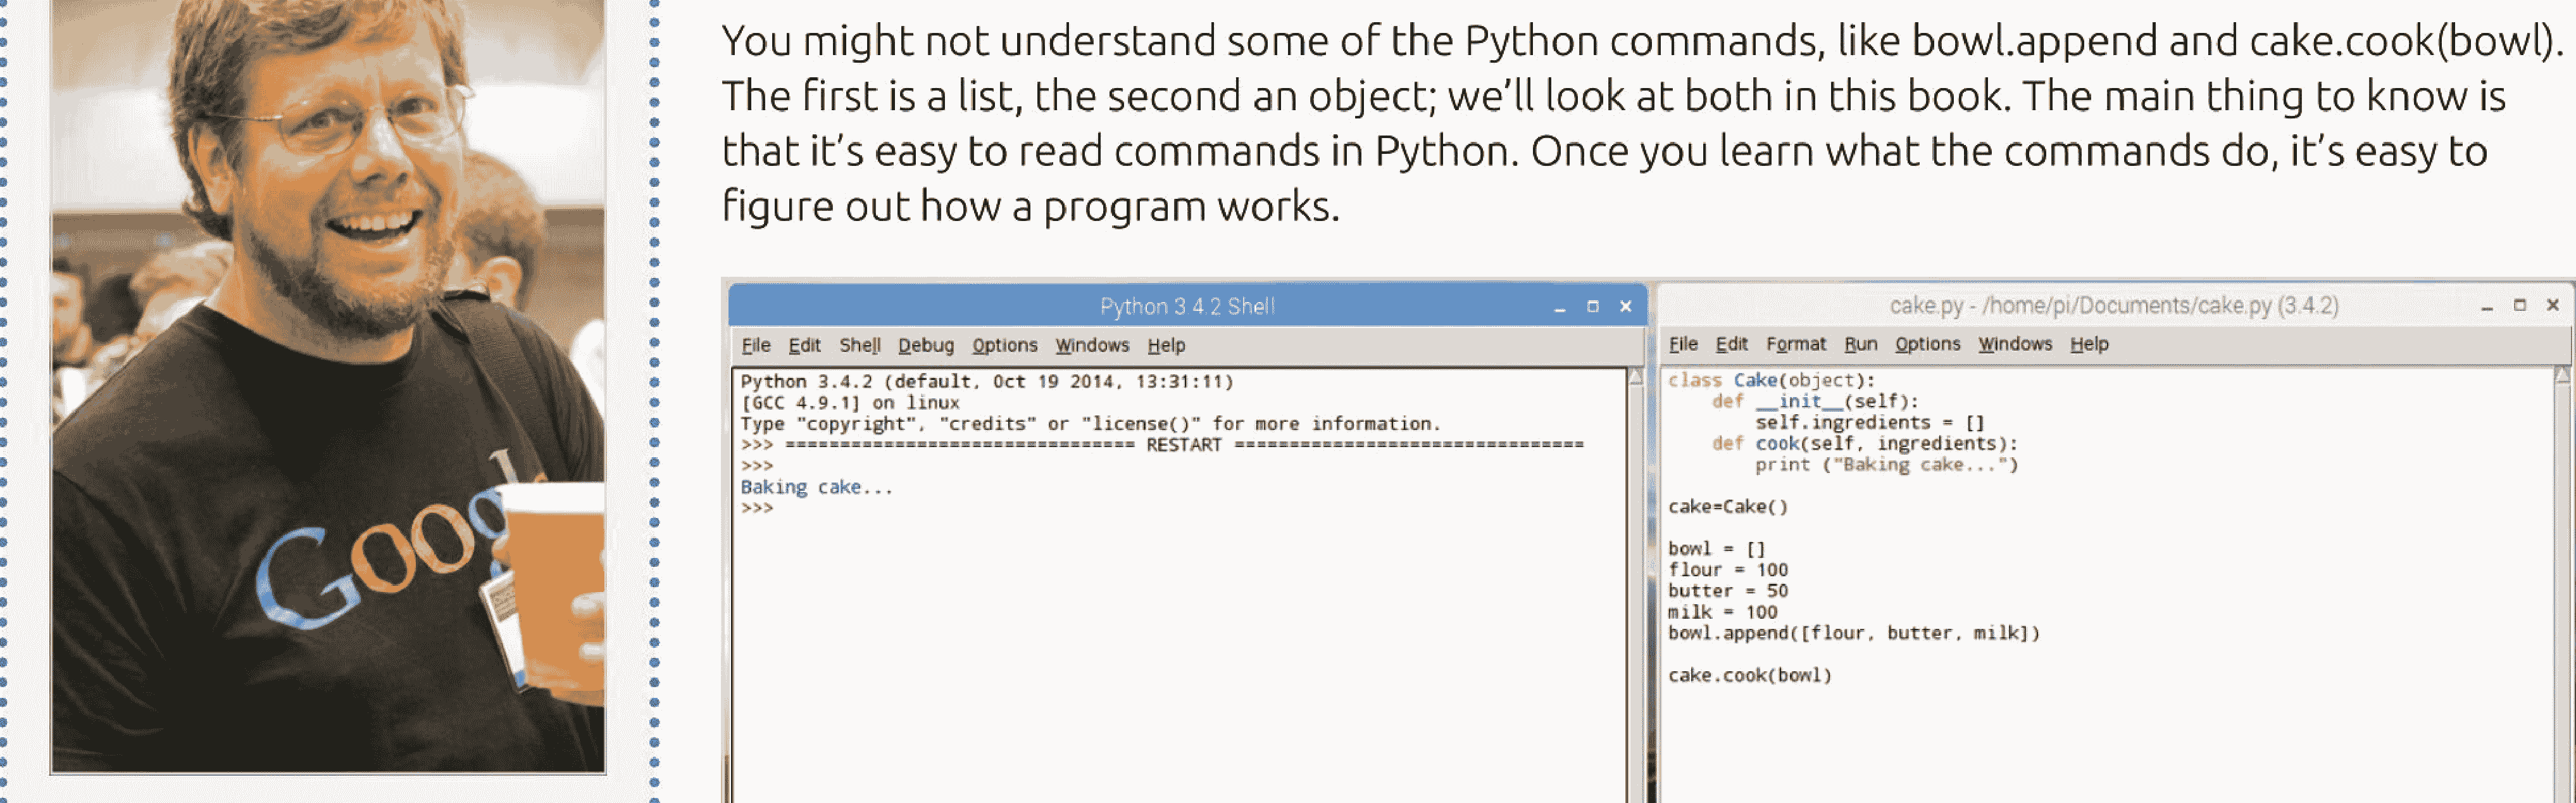 Google
You might not understand some of the Python commands, like bowl.append and cake.cook(bowl).
The first is a list, the second an object; we’ll look at both in this book. The main thing to know is
that it’s easy to read commands in Python. Once you learn what the commands do, it’s easy to
figure out how a program works.
Python 3.4.2 Shell
File Edit Shell Debug Options Windows Help
Python 3.4.2 (default, Oct 19 2014, 13:31:11)
[GCC 4.9.1] on linux
Type "copyright", "credits" or "license()" for more information.
>>> ================================ RESTART ================================
>>>
Baking cake...
>>>
cake.py - /home/pi/Documents/cake.py (3.4.2)
File Edit Format Run Options Windows Help
class Cake(object):
    def __init__(self):
        self.ingredients = []
    def cook(self, ingredients):
        print ("Baking cake...")
cake=Cake()
bowl = []
flour = 100
butter = 50
milk = 100
bowl.append([flour, butter, milk])
cake.cook(bowl)